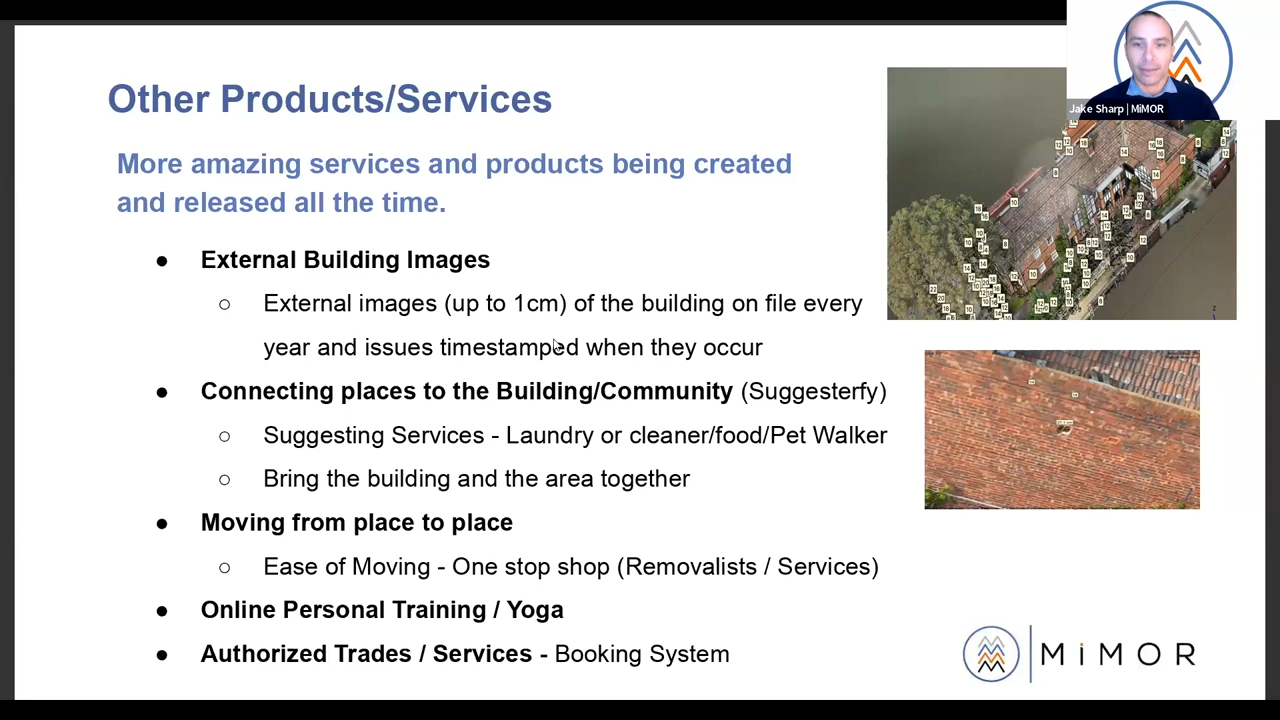 Other Products/Services
More amazing services and products being created
and released all the time.
● External Building Images
○ External images (up to 1cm) of the building on file every
year and issues timestamped when they occur
● Connecting places to the Building/Community (Suggesterfy)
○ Suggesting Services - Laundry or cleaner/food/Pet Walker
○ Bring the building and the area together
● Moving from place to place
○ Ease of Moving - One stop shop (Removalists / Services)
● Online Personal Training / Yoga
● Authorized Trades / Services - Booking System
Jake Sharp | MiMOR
MiMOR